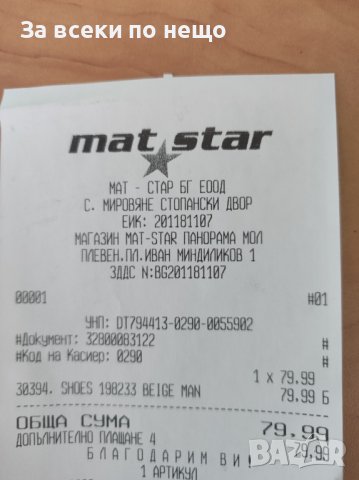 За всеки по нещо
mat star
МАТ - СТАР БГ ЕООД
С. МИРОВЯНЕ СТОПАНСКИ ДВОР
ЕИК: 201181107
МАГАЗИН MAT-STAR ПАНОРАМА МОЛ
ПЛЕВЕН.ПЛ.ИВАН МИНДИЛИКОВ 1
ЗДДС N:BG201181107
00001 #01
УНП: DT794413-0290-0055902
#Документ: 32800083122 #
#Код на Касиер: 0290 #
1 x 79.99
30394. SHOES 198233 BEIGE MAN 79.99 Б
ОБЩА СУМА 79.99
ДОПЪЛНИТЕЛНО ПЛАЩАНЕ 4 79.99
БЛАГОДАРИМ ВИ
1 АРТИКУЛ
BAZAR